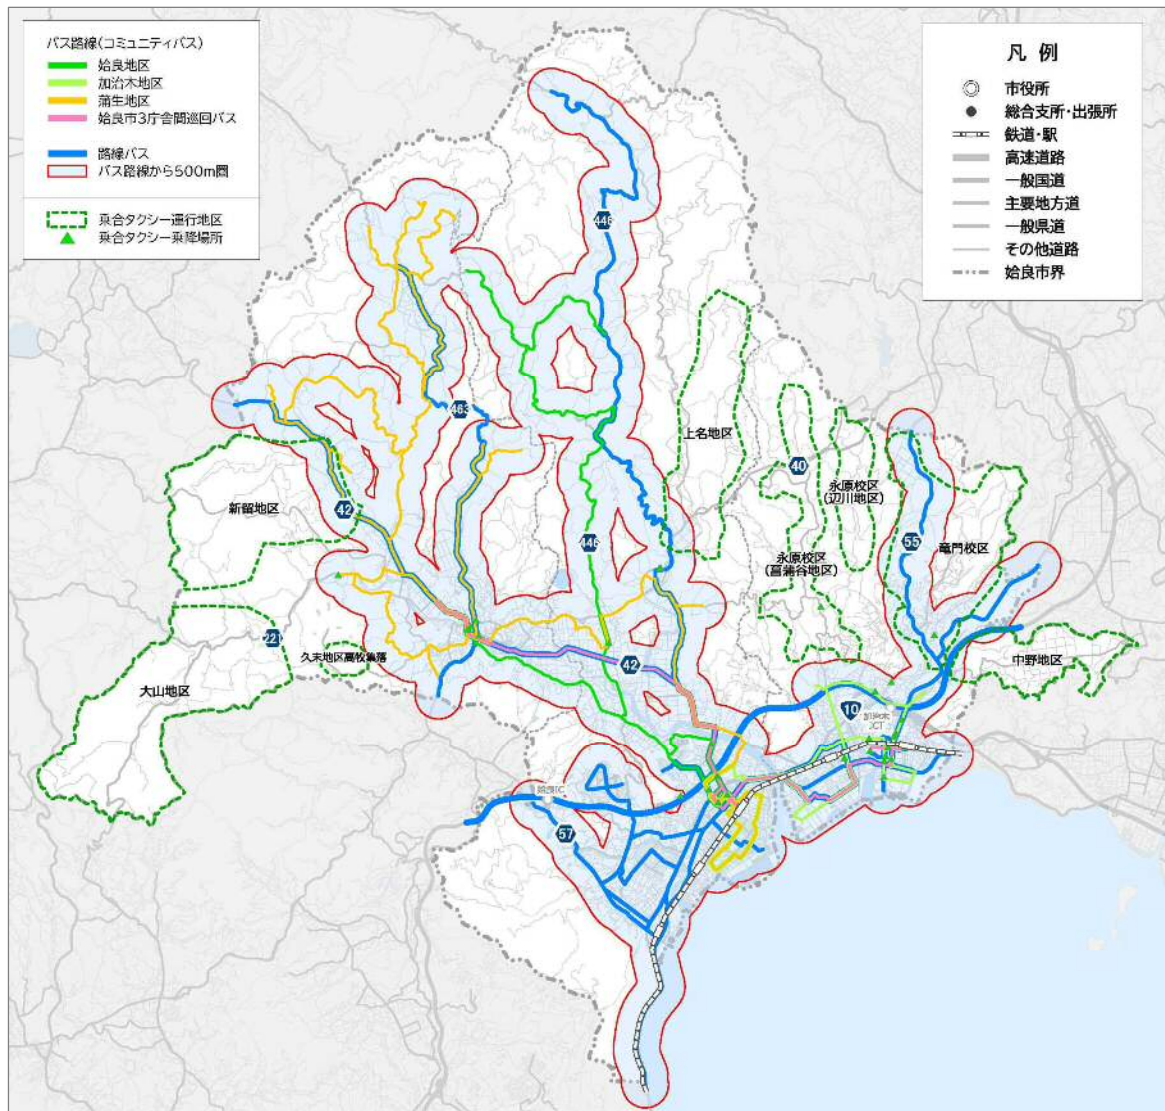 バス路線(コミュニティバス)
姶良地区
加治木地区
蒲生地区
姶良市3庁舎間巡回バス
路線バス
バス路線から500m圏
乗合タクシー運行地区
乗合タクシー乗降場所
凡 例
市役所
総合支所・出張所
鉄道・駅
高速道路
一般国道
主要地方道
一般県道
その他道路
姶良市界
446
463
上名地区
40
永原校区
(辺川地区)
新留地区
42
446
55
竜門校区
永原校区
(菖蒲谷地区)
221
久末地区高牧集落
42
中野地区
大山地区
10
加治木
JCT
姶良IC
57